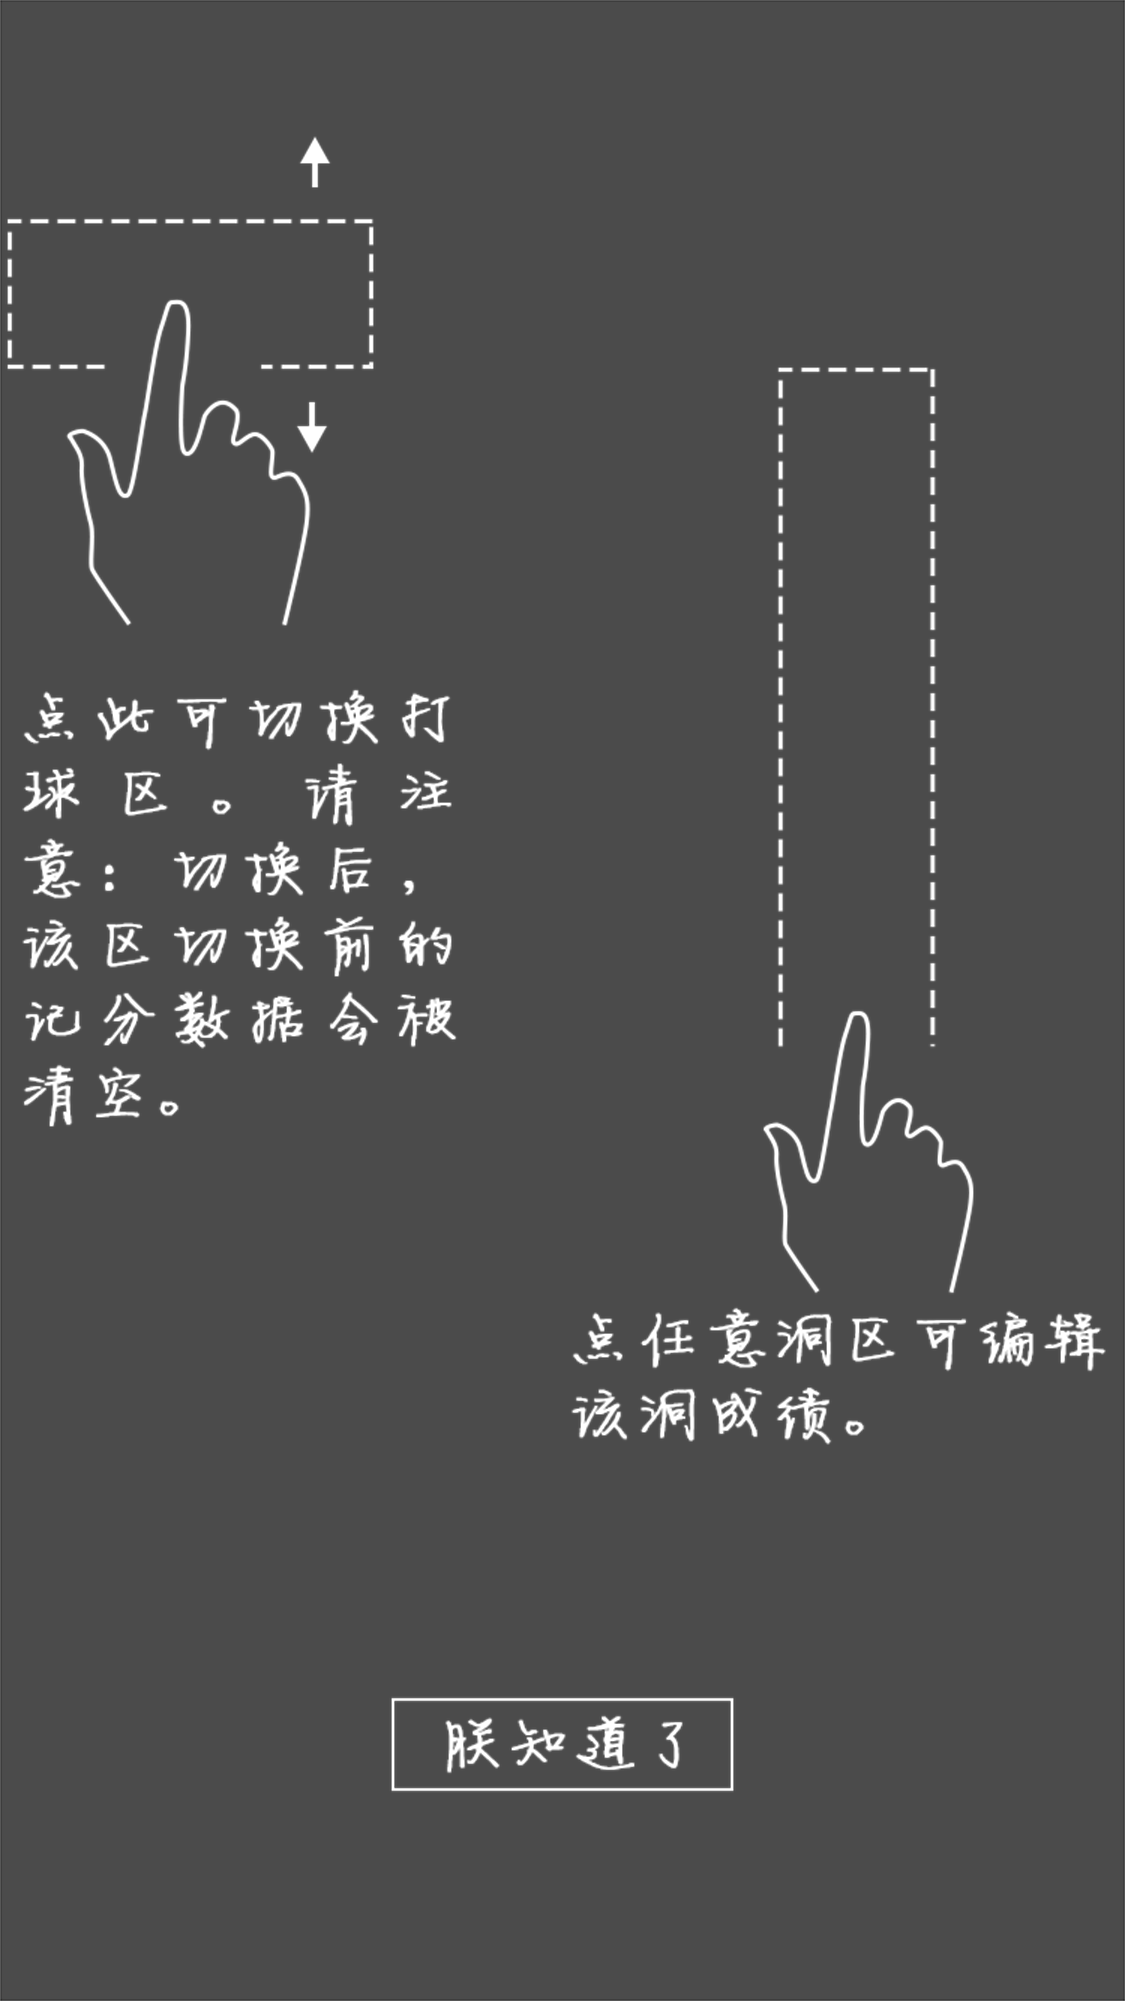 点此可切换打
球区。请注
意：切换后，
该区切换前的
记分数据会被
清空。
点任意洞区可编辑
该洞成绩。
朕知道了